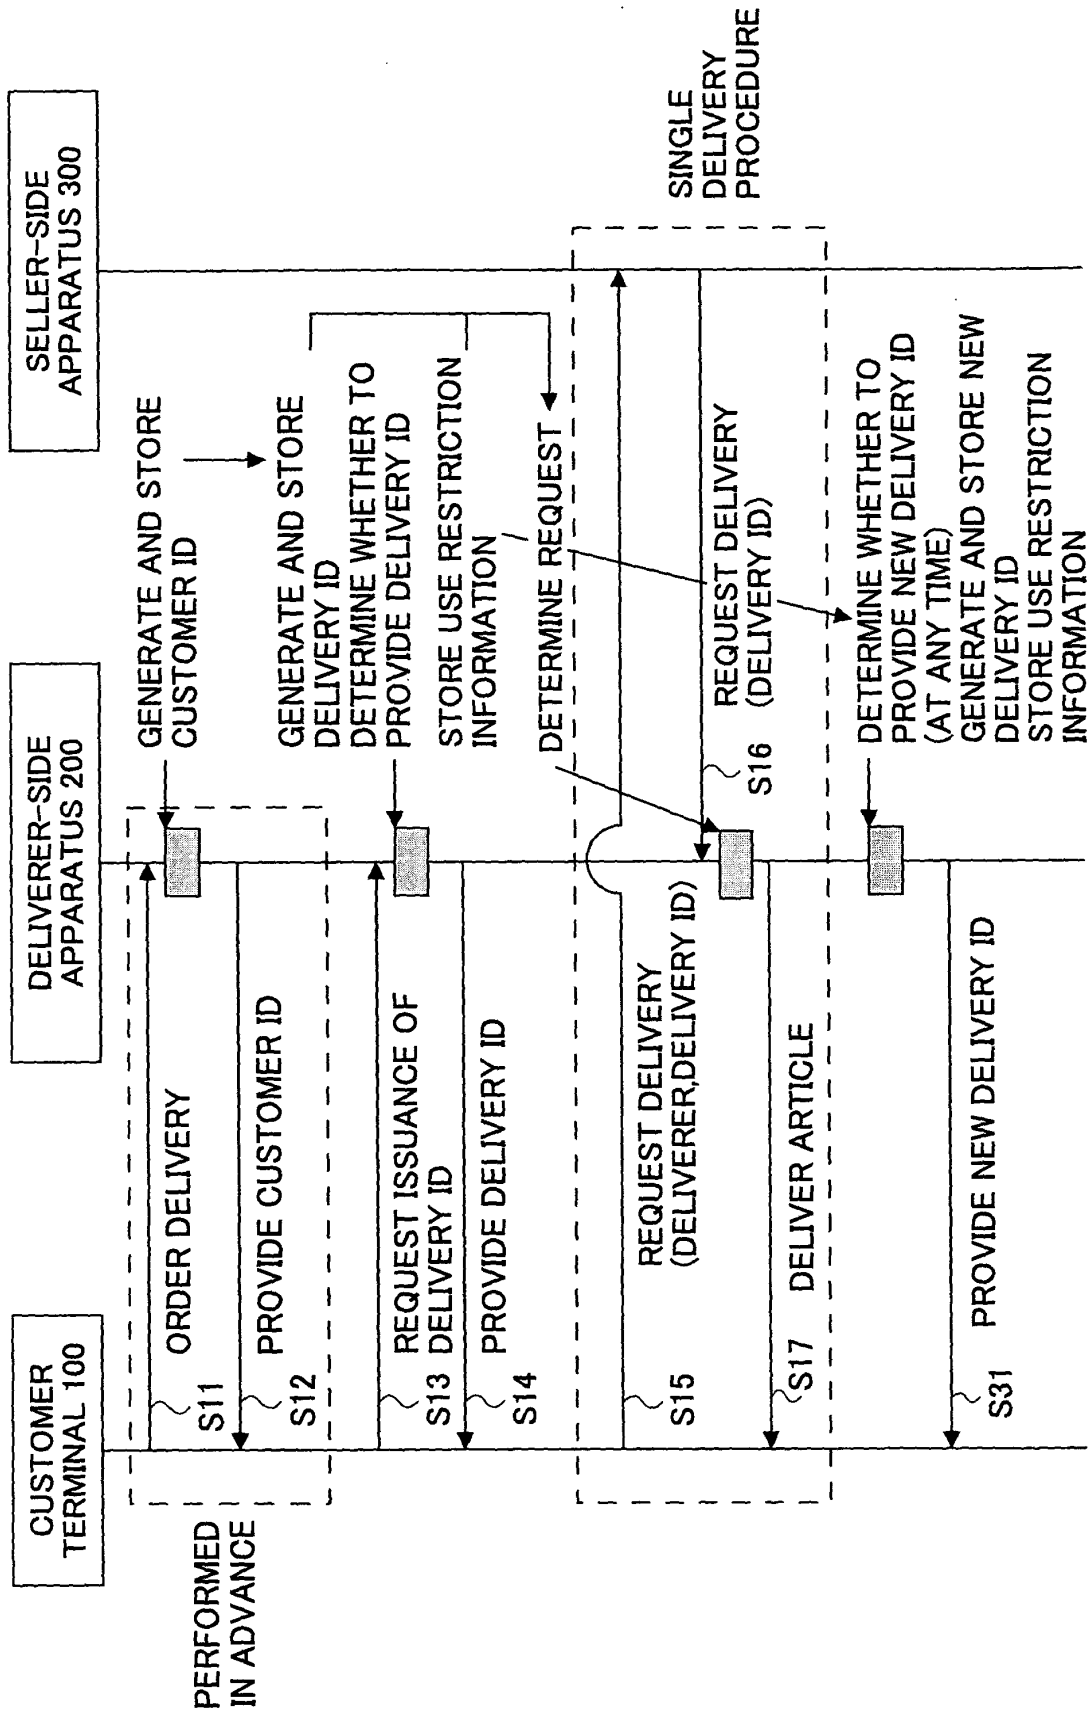 CUSTOMER
TERMINAL 100
DELIVERER-SIDE
APPARATUS 200
SELLER-SIDE
APPARATUS 300
PERFORMED
IN ADVANCE
ORDER DELIVERY
S11
GENERATE AND STORE
CUSTOMER ID
PROVIDE CUSTOMER ID
S12
REQUEST ISSUANCE OF
DELIVERY ID
S13
GENERATE AND STORE
DELIVERY ID
DETERMINE WHETHER TO
PROVIDE DELIVERY ID
STORE USE RESTRICTION
INFORMATION
PROVIDE DELIVERY ID
S14
DETERMINE REQUEST
REQUEST DELIVERY
(DELIVERER,DELIVERY ID)
S15
SINGLE
DELIVERY
PROCEDURE
REQUEST DELIVERY
(DELIVERY ID)
S16
S17 DELIVER ARTICLE
DETERMINE WHETHER TO
PROVIDE NEW DELIVERY ID
(AT ANY TIME)
GENERATE AND STORE NEW
DELIVERY ID
STORE USE RESTRICTION
INFORMATION
PROVIDE NEW DELIVERY ID
S31